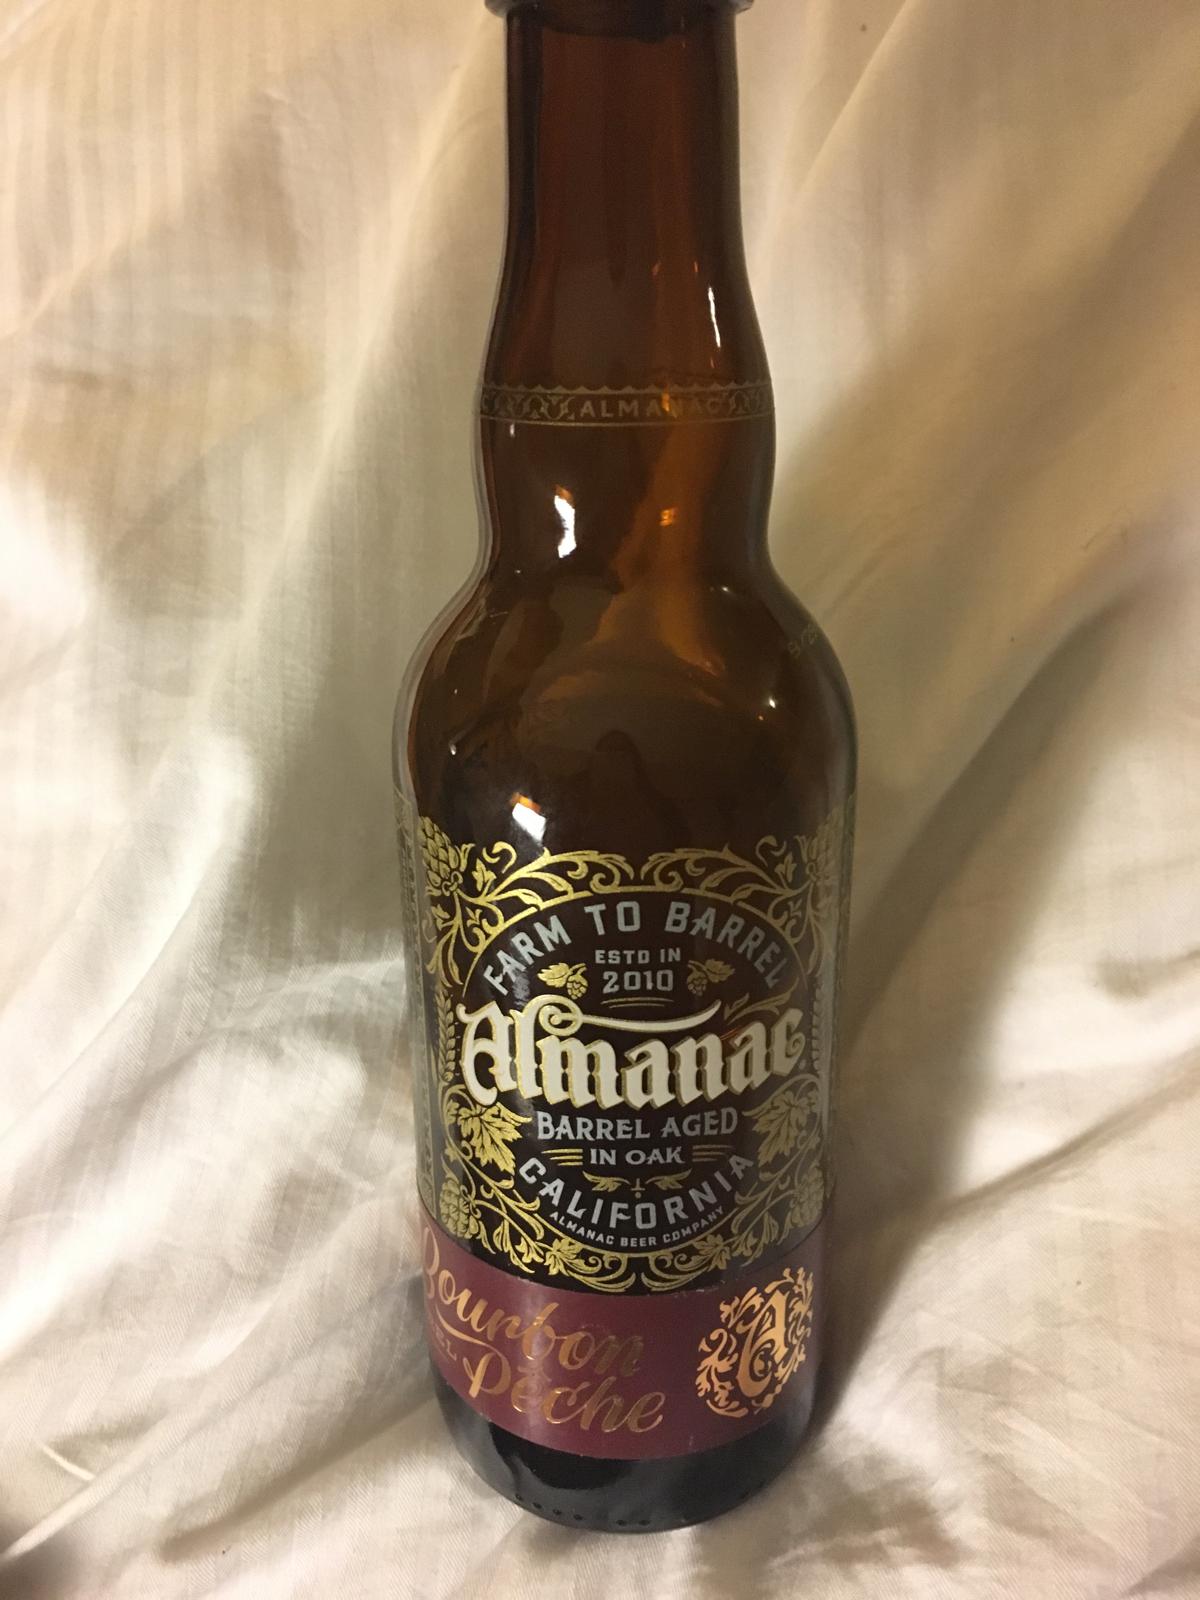 ALMANAC
FARM TO BARREL
ESTD IN
2010
Almanac
BARREL AGED
IN OAK
CALIFORNIA
ALMANAC BEER COMPANY
Bourbon
Pêche
A